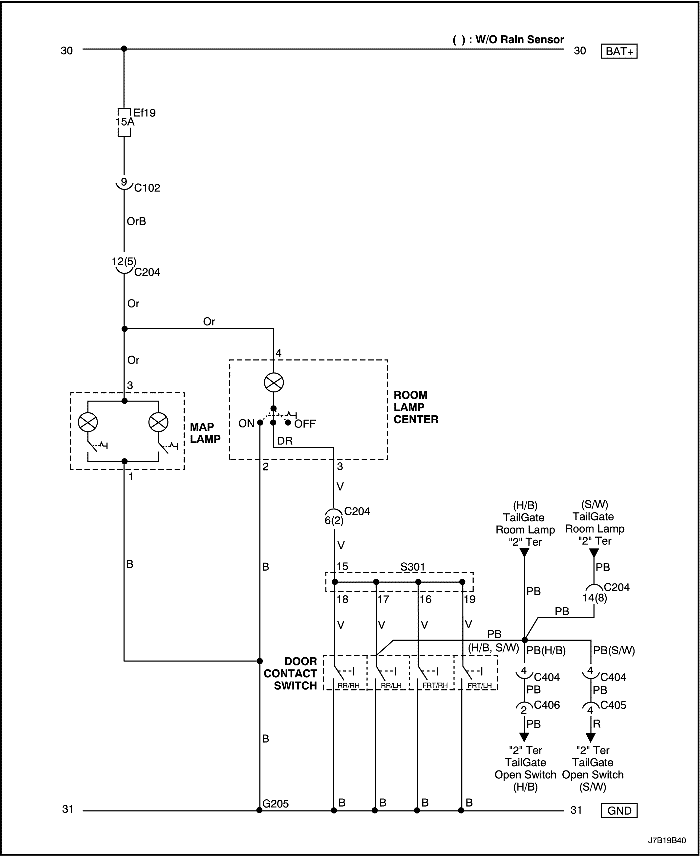 ( ) : W/O Rain Sensor
30
30
BAT+
Ef19
15A
9
C102
OrB
12(5)
C204
Or
Or
Or
3
4
MAP
LAMP
1
ROOM
LAMP
CENTER
ON
OFF
DR
2
3
V
C204
6(2)
V
B
B
15
S301
18
17
16
19
V
V
V
V
(H/B)
TailGate
Room Lamp
"2" Ter
(S/W)
TailGate
Room Lamp
"2" Ter
PB
PB
C204
14(8)
PB
PB
(H/B, S/W)
PB(H/B)
PB(S/W)
DOOR
CONTACT
SWITCH
RR/RH
RR/LH
FRT/RH
FRT/LH
4
C404
4
C404
PB
PB
2
C406
4
C405
PB
R
"2" Ter
TailGate
Open Switch
(H/B)
"2" Ter
TailGate
Open Switch
(S/W)
B
31
G205
B
B
B
B
31
GND
J7B19B40